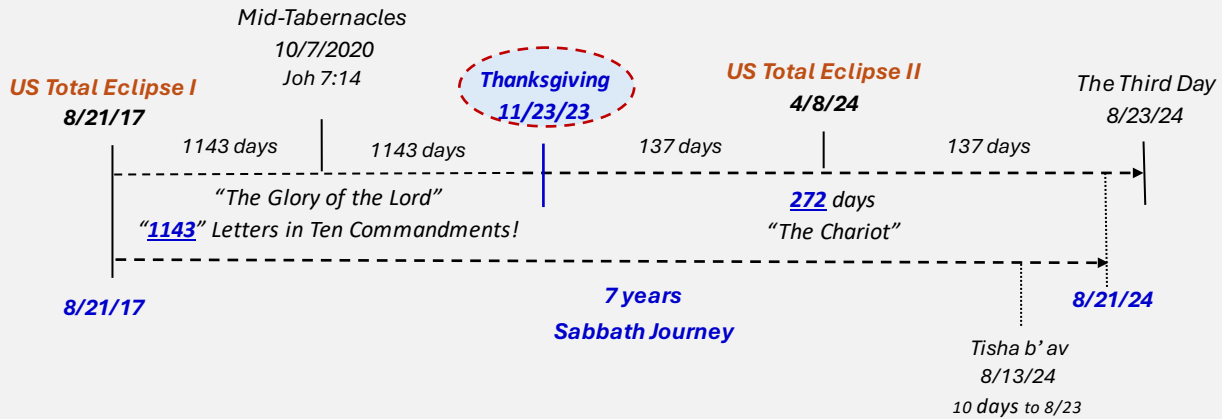 Mid-Tabernacles
10/7/2020
Joh 7:14
US Total Eclipse I
8/21/17
Thanksgiving
11/23/23
US Total Eclipse II
4/8/24
The Third Day
8/23/24
1143 days
1143 days
137 days
137 days
“The Glory of the Lord”
“1143” Letters in Ten Commandments!
272 days
“The Chariot”
8/21/17
7 years
Sabbath Journey
8/21/24
Tisha b’ av
8/13/24
10 days to 8/23